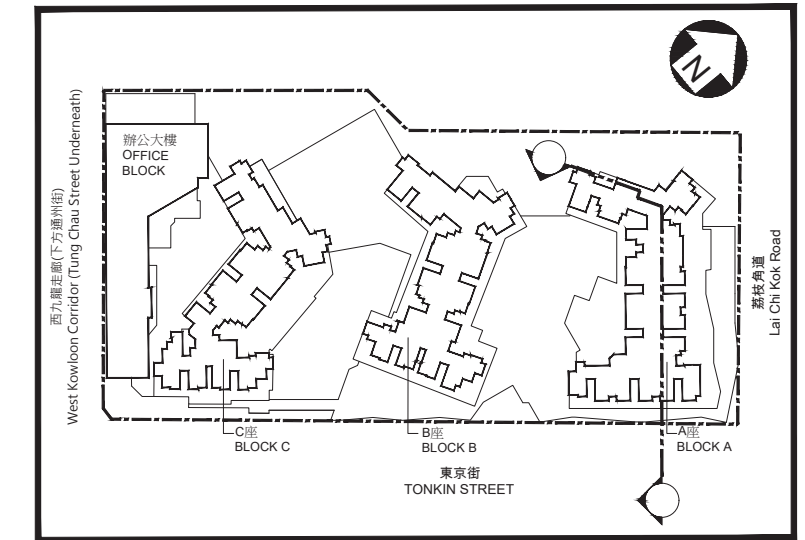 N
辦公大樓
OFFICE
BLOCK
西九龍走廊(下方通州街)
West Kowloon Corridor (Tung Chau Street Underneath)
荔枝角道
Lai Chi Kok Road
C座
BLOCK C
B座
BLOCK B
A座
BLOCK A
東京街
TONKIN STREET